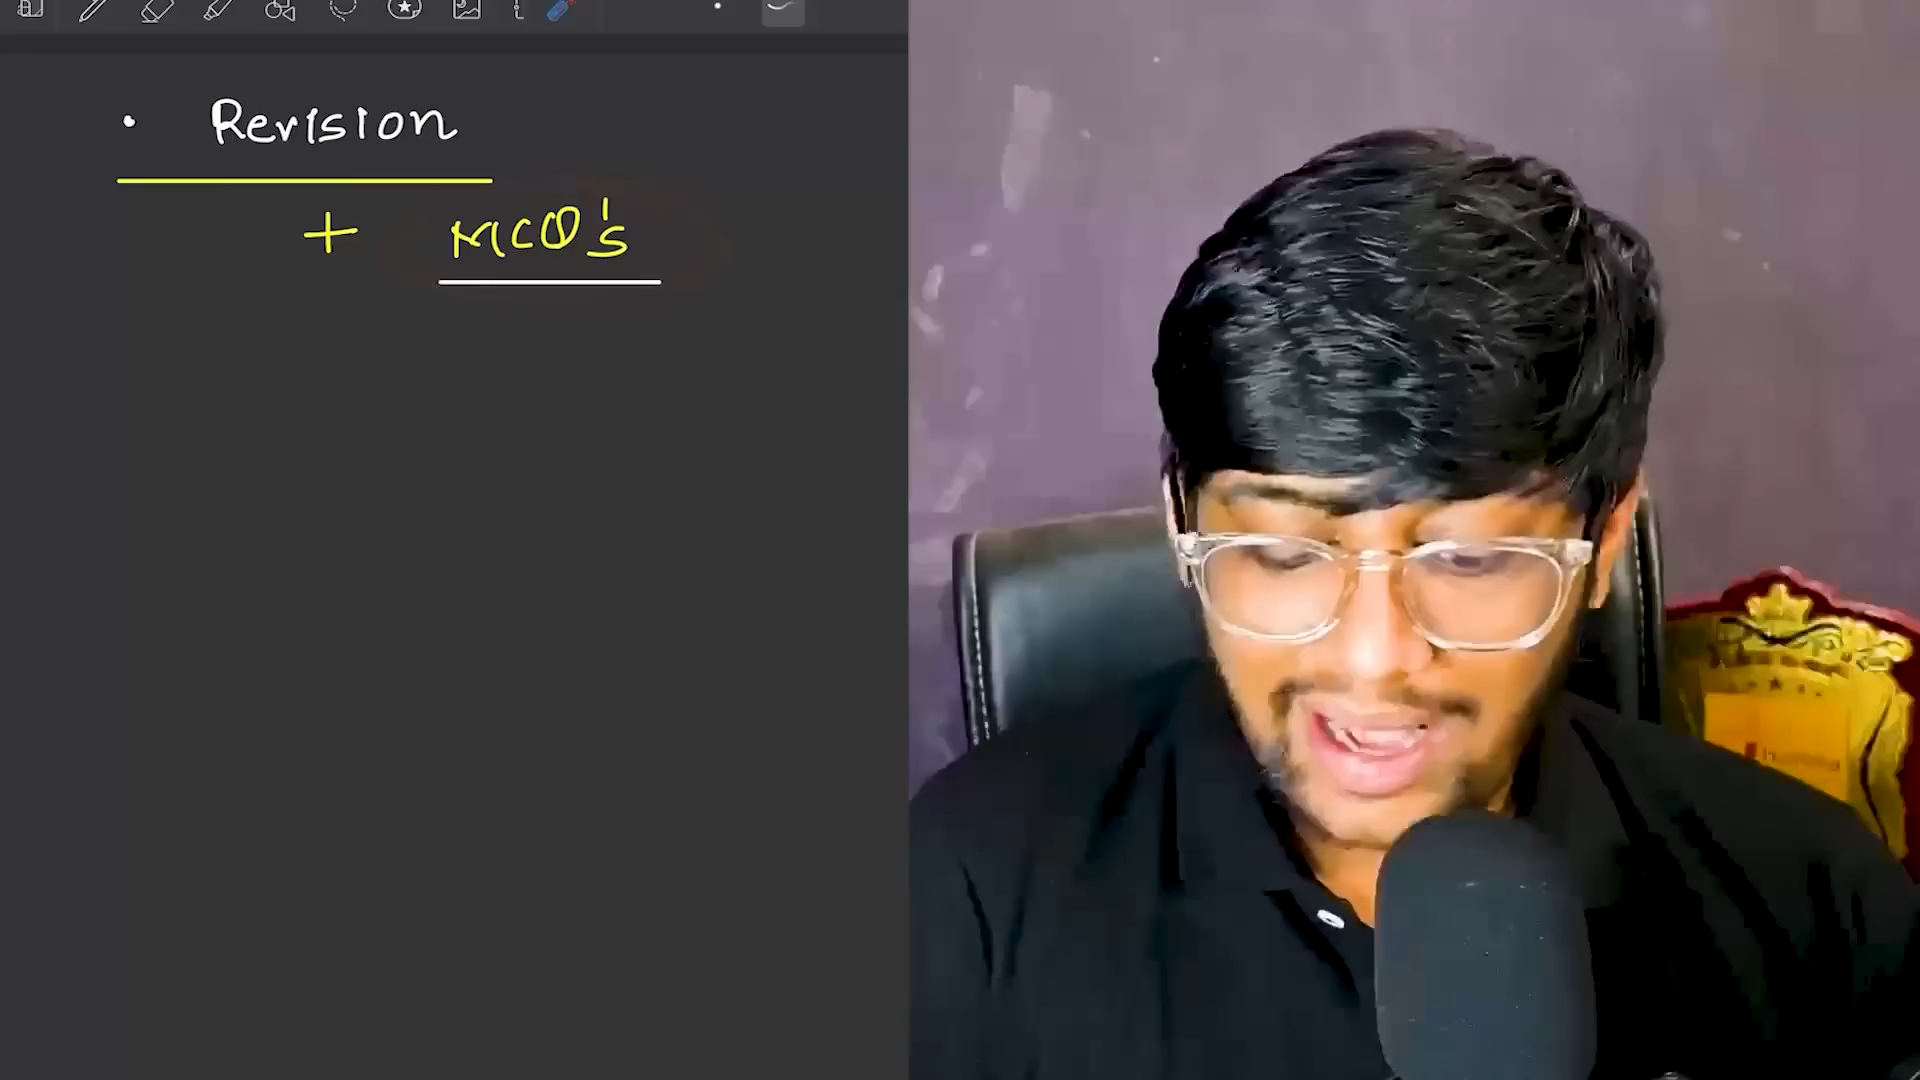 • Revision
+ MCQ's